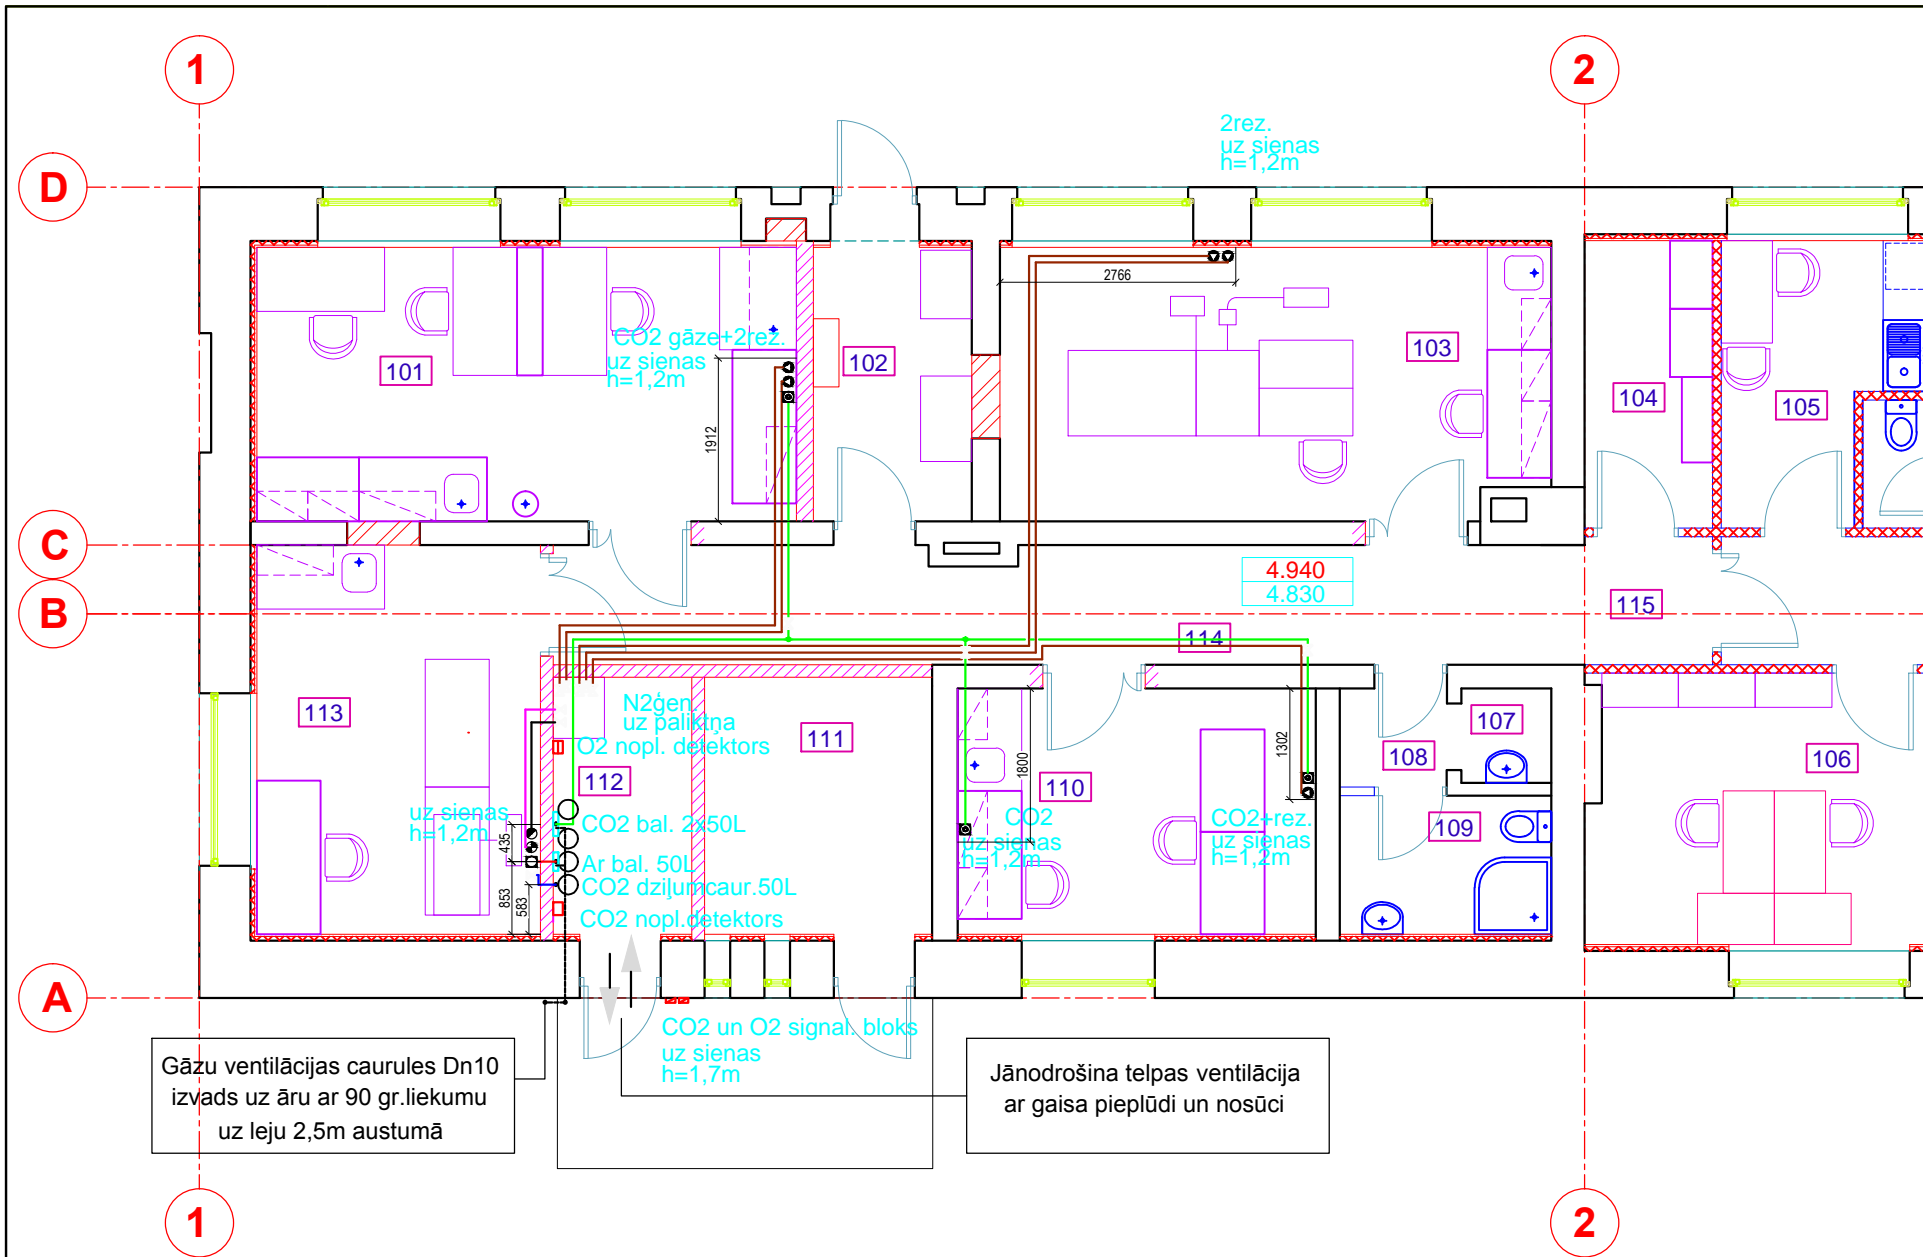 1
2
2rez.
uz sienas
h=1,2m
D
2766
CO2 gāze+2rez.
uz sienas
h=1,2m
101
102
103
104
105
1912
C
4.940
4.830
B
115
114
N2ģen.
uz paliktņa
O2 nopl. detektors
113
111
112
107
108
106
1302
1800
110
uz sienas
h=1,2m
435
CO2 bal. 2x50L
CO2
uz sienas
h=1,2m
CO2+rez.
uz sienas
h=1,2m
109
Ar bal. 50L
853
583
CO2 dziļumcaur.50L
CO2 nopl.detektors
A
CO2 un O2 signal. bloks
uz sienas
h=1,7m
Gāzu ventilācijas caurules Dn10
izvads uz āru ar 90 gr.liekumu
uz leju 2,5m austumā
Jānodrošina telpas ventilācija
ar gaisa pieplūdi un nosūci
1
2